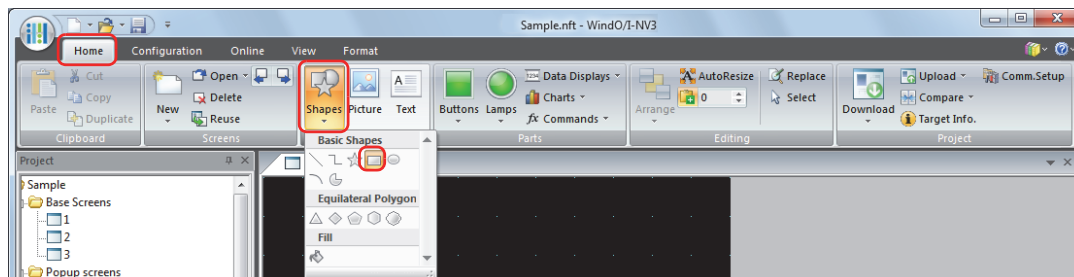 Sample.nft - WindO/I-NV3
Home Configuration Online View Format
Cut Open Data Displays AutoResize Replace Upload Comm.Setup
Copy Delete Charts 0 Select Compare
Paste Duplicate New Reuse Shapes Picture Text Buttons Lamps fx Commands Arrange Download Target Info.
Clipboard Screens Parts Editing Project
Basic Shapes
Project
Sample
Base Screens
1
2
3
Popup screens
Equilateral Polygon
Fill